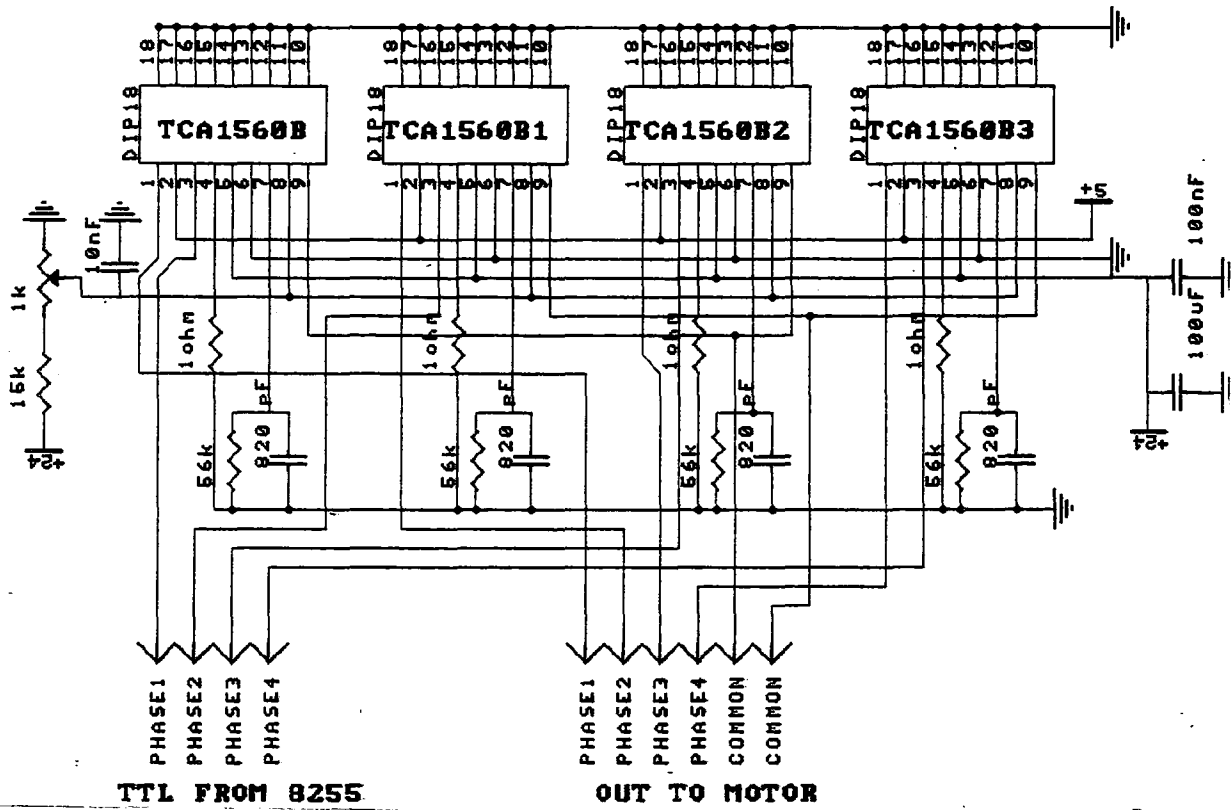 18 17 16 15 14 13 12 11 10
18 17 16 15 14 13 12 11 10
18 17 16 15 14 13 12 11 10
18 17 16 15 14 13 12 11 10
DIP18
TCA1560B
DIP18
TCA1560B1
DIP18
TCA1560B2
DIP18
TCA1560B3
1 2 3 4 5 6 7 8 9
1 2 3 4 5 6 7 8 9
1 2 3 4 5 6 7 8 9
1 2 3 4 5 6 7 8 9
+5
100nF
10nF
1k
1ohm
1ohm
1ohm
1ohm
100uF
15k
+24
56k
820 pF
56k
820 pF
56k
820 pF
56k
820
+24
PHASE1
PHASE2
PHASE3
PHASE4
PHASE1
PHASE2
PHASE3
PHASE4
COMMON
COMMON
TTL FROM 8255
OUT TO MOTOR